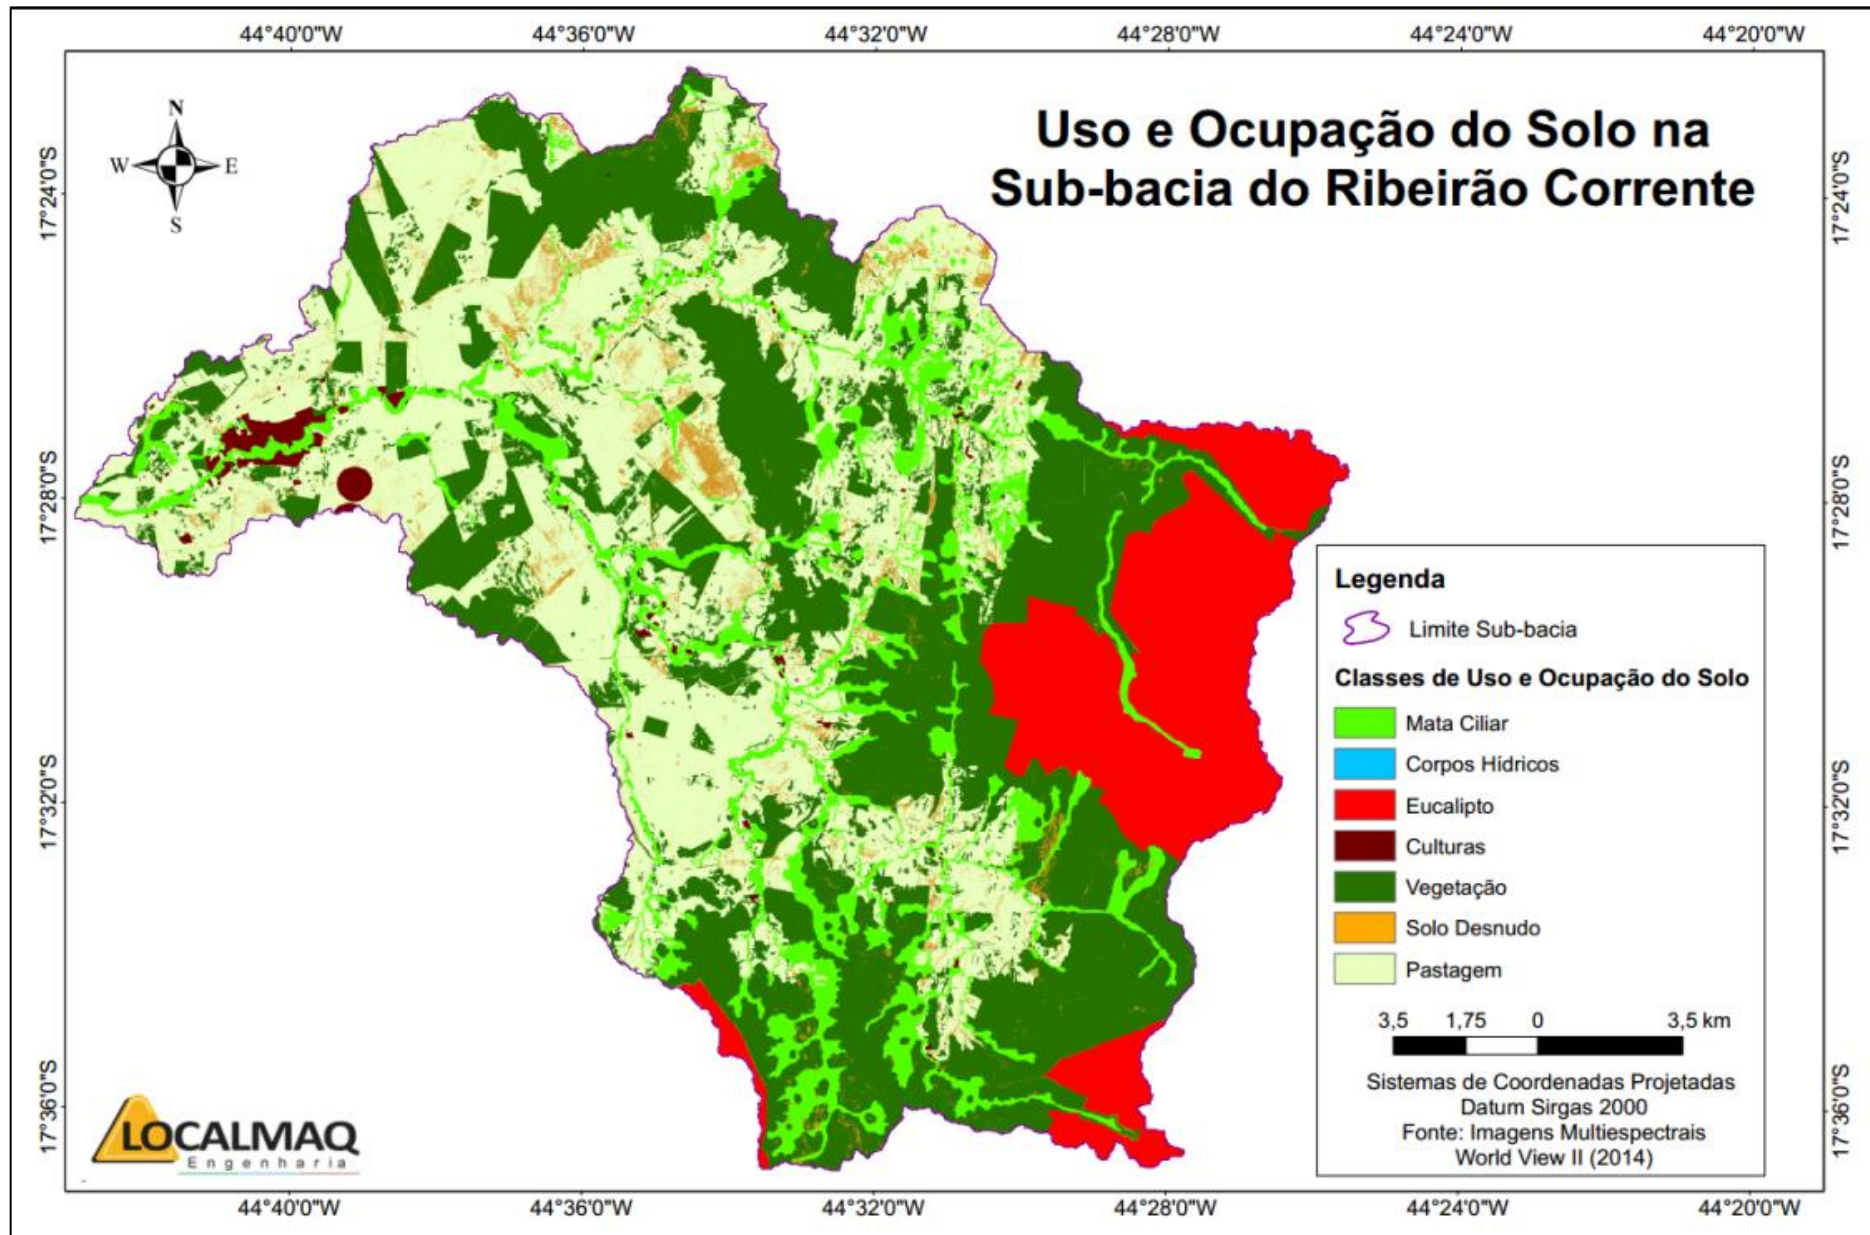 44°40'0"W 44°36'0"W 44°32'0"W 44°28'0"W 44°24'0"W 44°20'0"W
Uso e Ocupação do Solo na
Sub-bacia do Ribeirão Corrente
N
W E
S
17°24'0"S 17°24'0"S
17°28'0"S 17°28'0"S
17°32'0"S 17°32'0"S
17°36'0"S 17°36'0"S
Legenda
Limite Sub-bacia
Classes de Uso e Ocupação do Solo
Mata Ciliar
Corpos Hídricos
Eucalipto
Culturas
Vegetação
Solo Desnudo
Pastagem
3,5 1,75 0 3,5 km
Sistemas de Coordenadas Projetadas
Datum Sirgas 2000
Fonte: Imagens Multiespectrais
World View II (2014)
LOCALMAQ
Engenharia
44°40'0"W 44°36'0"W 44°32'0"W 44°28'0"W 44°24'0"W 44°20'0"W